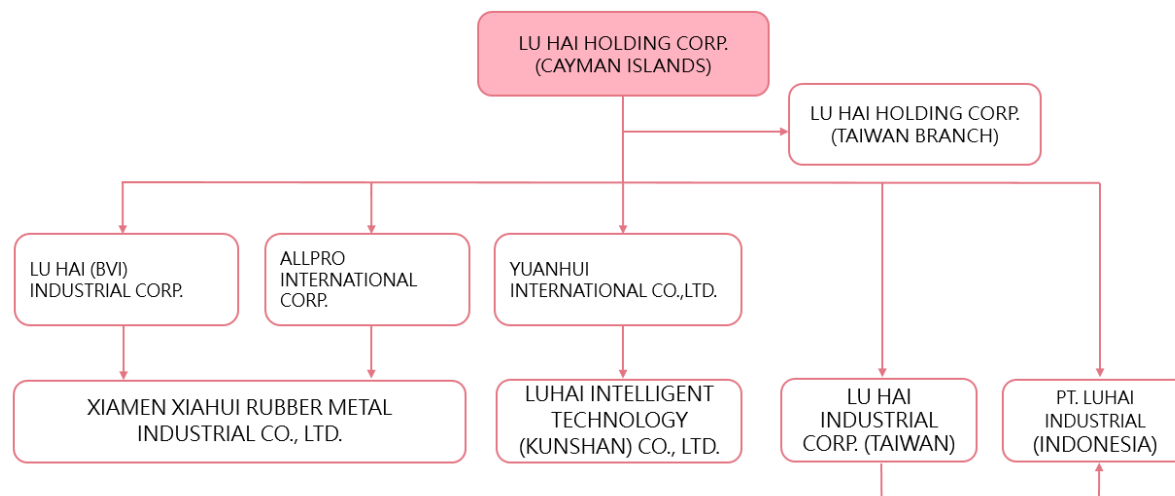 LU HAI HOLDING CORP.
(CAYMAN ISLANDS)
LU HAI HOLDING CORP.
(TAIWAN BRANCH)
LU HAI (BVI)
INDUSTRIAL CORP.
ALLPRO
INTERNATIONAL
CORP.
YUANHUI
INTERNATIONAL CO.,LTD.
XIAMEN XIAHUI RUBBER METAL
INDUSTRIAL CO., LTD.
LUHAI INTELLIGENT
TECHNOLOGY
(KUNSHAN) CO., LTD.
LU HAI
INDUSTRIAL
CORP. (TAIWAN)
PT. LUHAI
INDUSTRIAL
(INDONESIA)